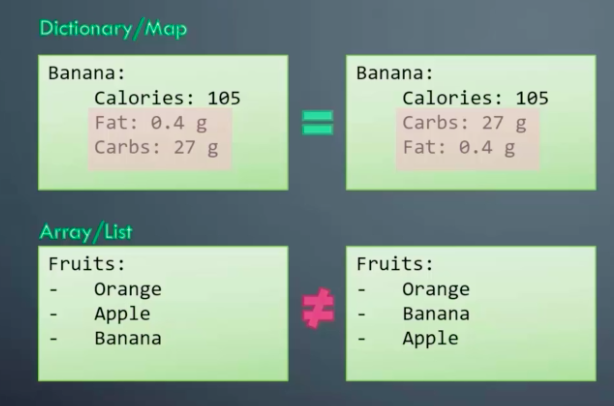 Dictionary/Map
Banana:
Calories: 105
Fat: 0.4 g
Carbs: 27 g
=
Banana:
Calories: 105
Carbs: 27 g
Fat: 0.4 g
Array/List
Fruits:
- Orange
- Apple
- Banana
≠
Fruits:
- Orange
- Banana
- Apple